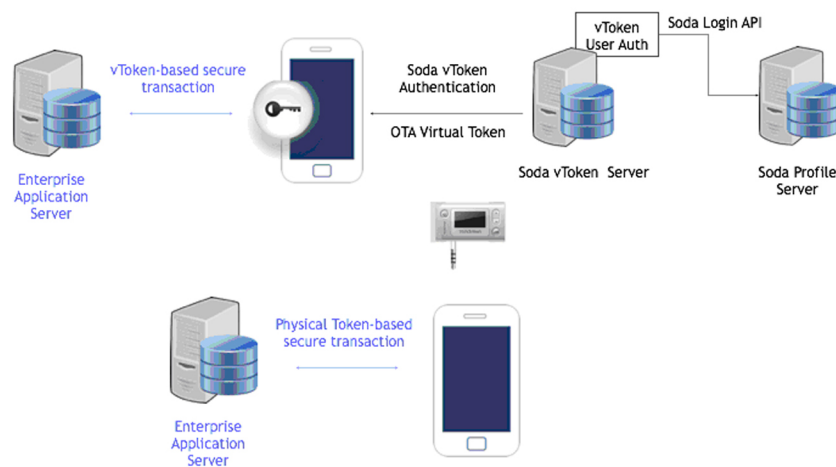 vToken
User Auth
Soda Login API
vToken-based secure
transaction
Soda vToken
Authentication
OTA Virtual Token
Enterprise
Application
Server
Soda vToken Server
Soda Profile
Server
Physical Token-based
secure transaction
Enterprise
Application
Server